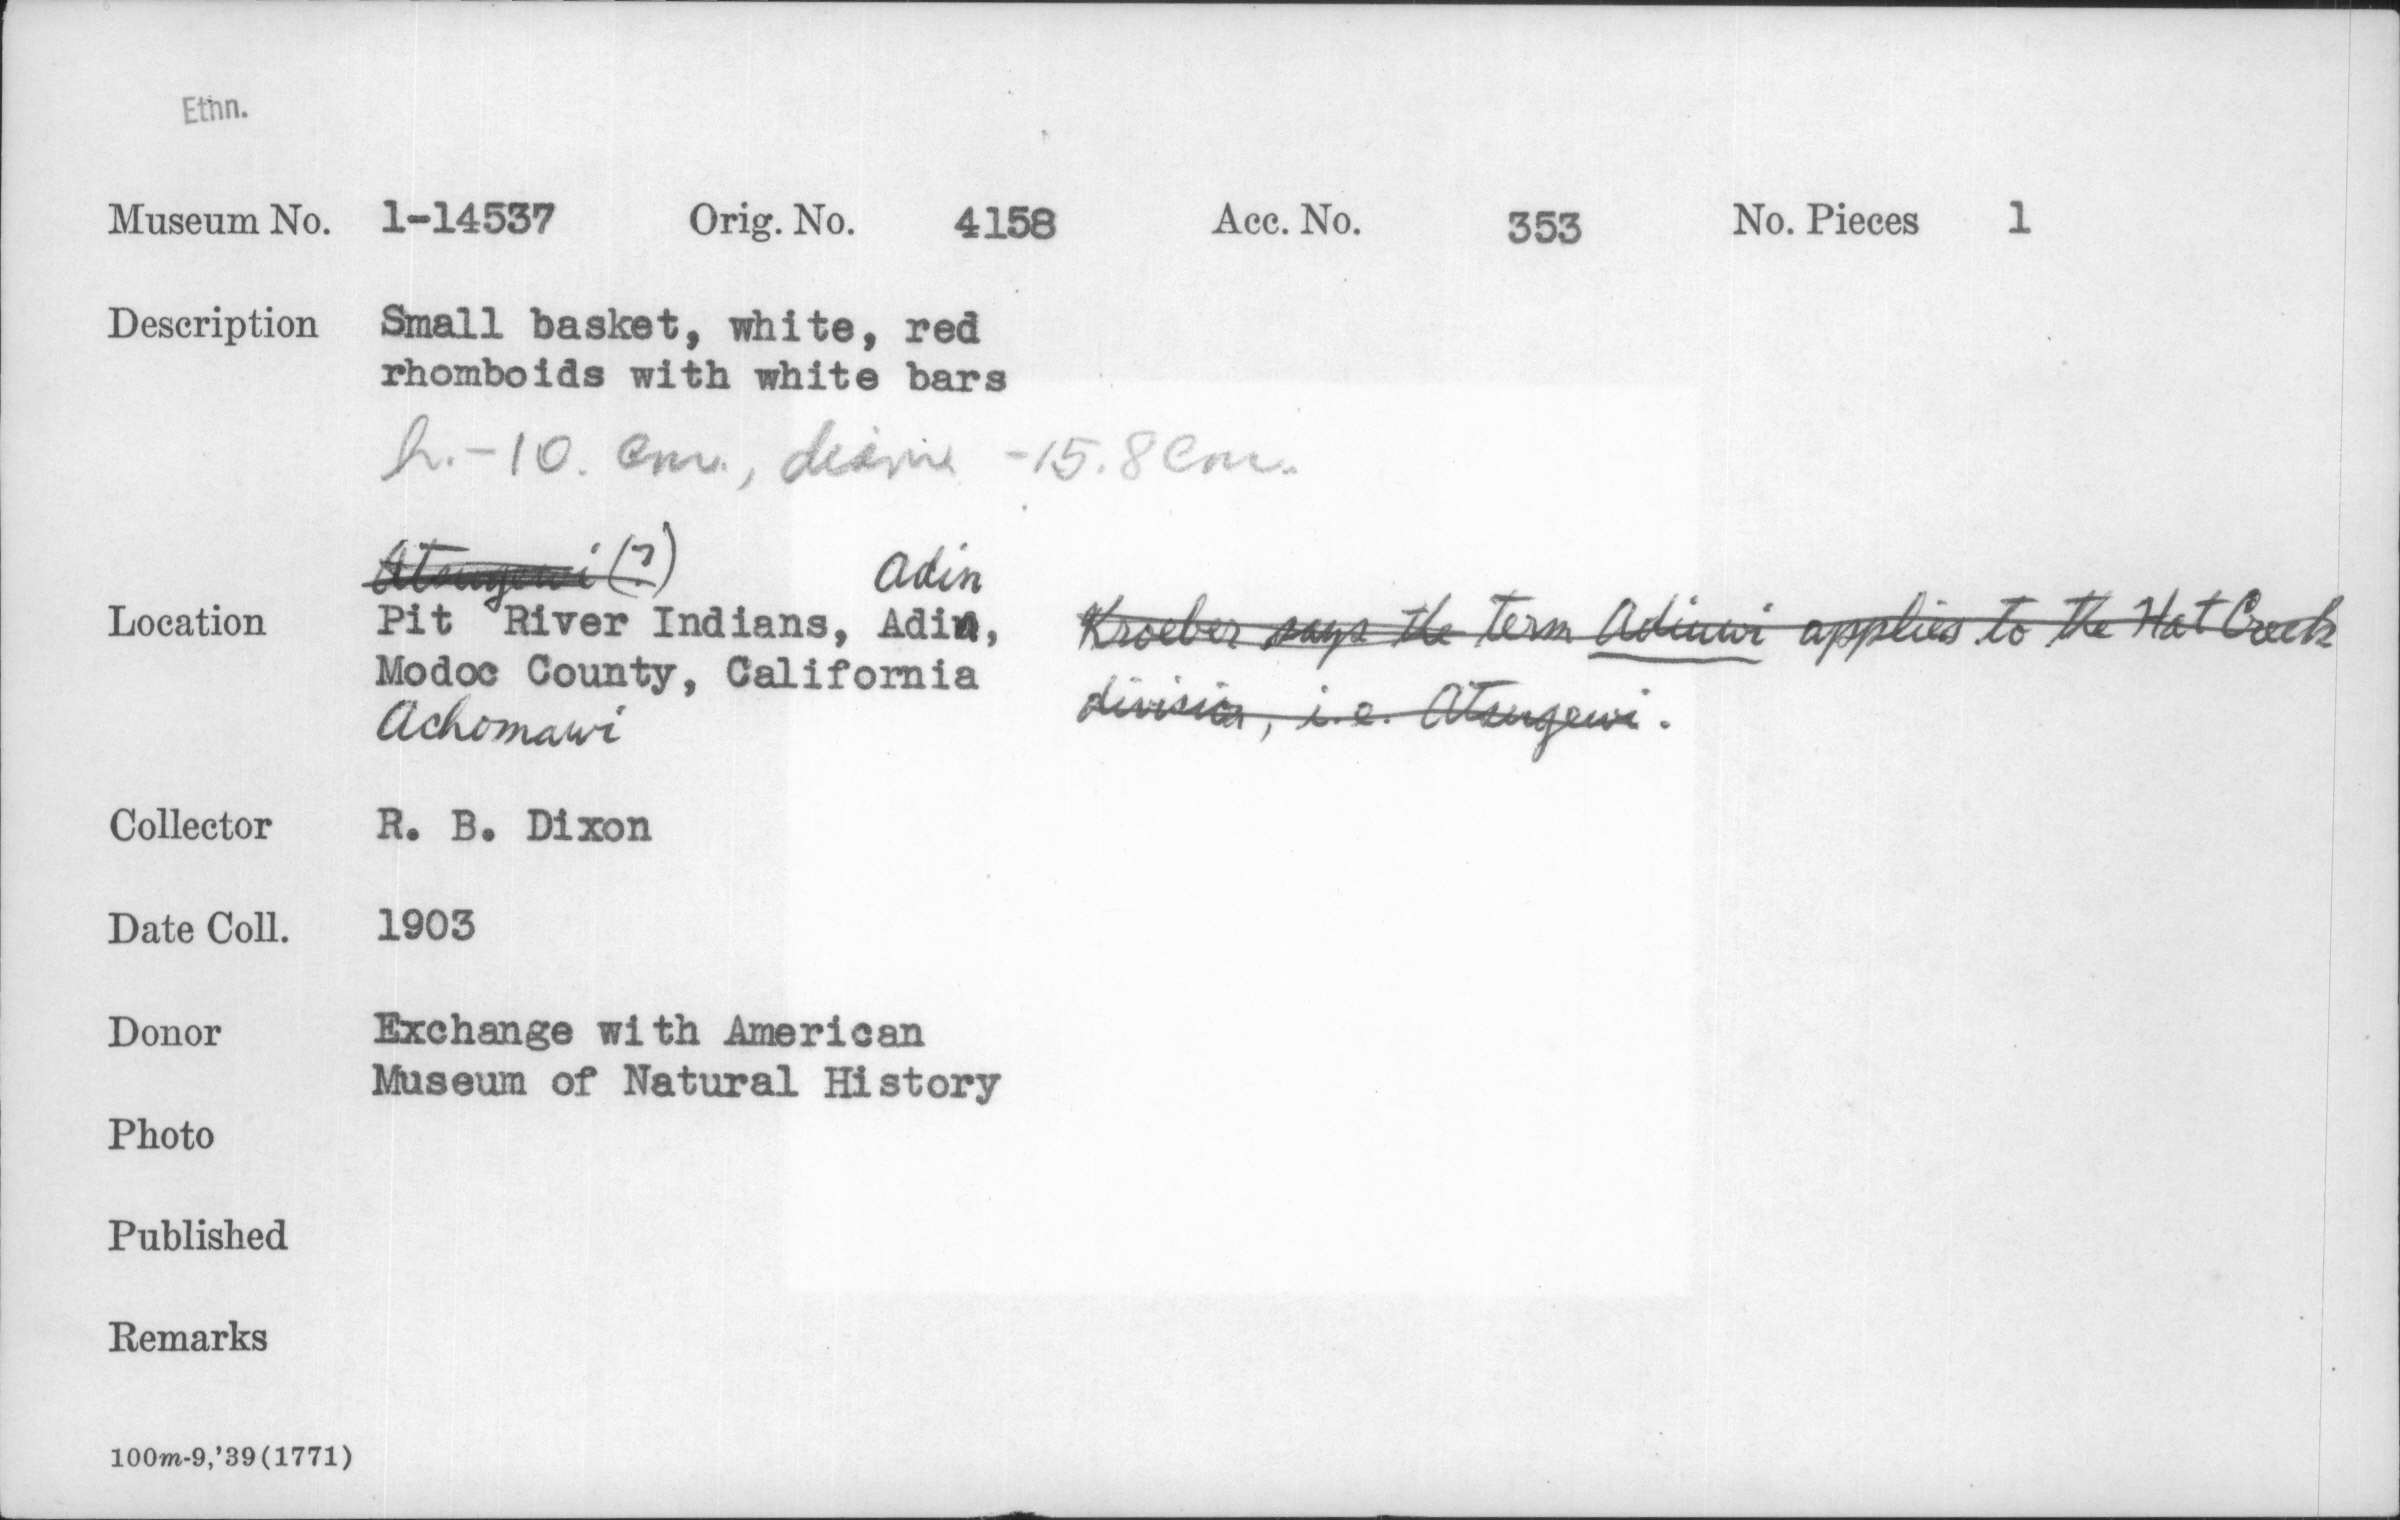 Ethn.
Museum No. 1-14537 Orig. No. 4158 Acc. No. 353 No. Pieces 1
Description Small basket, white, red
rhomboids with white bars
h. - 10. cm., diam - 15.8 cm.
Atsugewi (?) Adin
Location Pit River Indians, Adin, Kroeber says the term Adiuwi applies to the Hat Creek
Modoc County, California division, i.e. Atsugewi.
Achomawi
Collector R. B. Dixon
Date Coll. 1903
Donor Exchange with American
Museum of Natural History
Photo
Published
Remarks
100m-9,'39(1771)